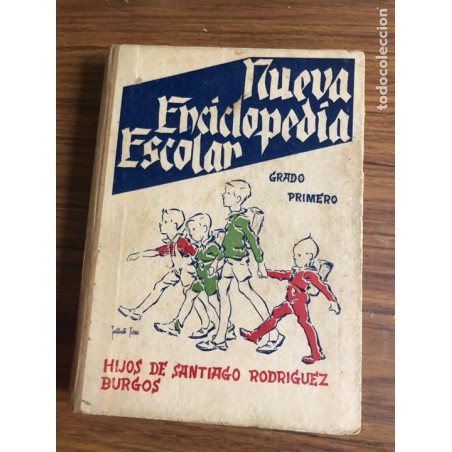 Nueva
Enciclopedia
Escolar
GRADO
PRIMERO
HIJOS DE SANTIAGO RODRIGUEZ
BURGOS
todocoleccion